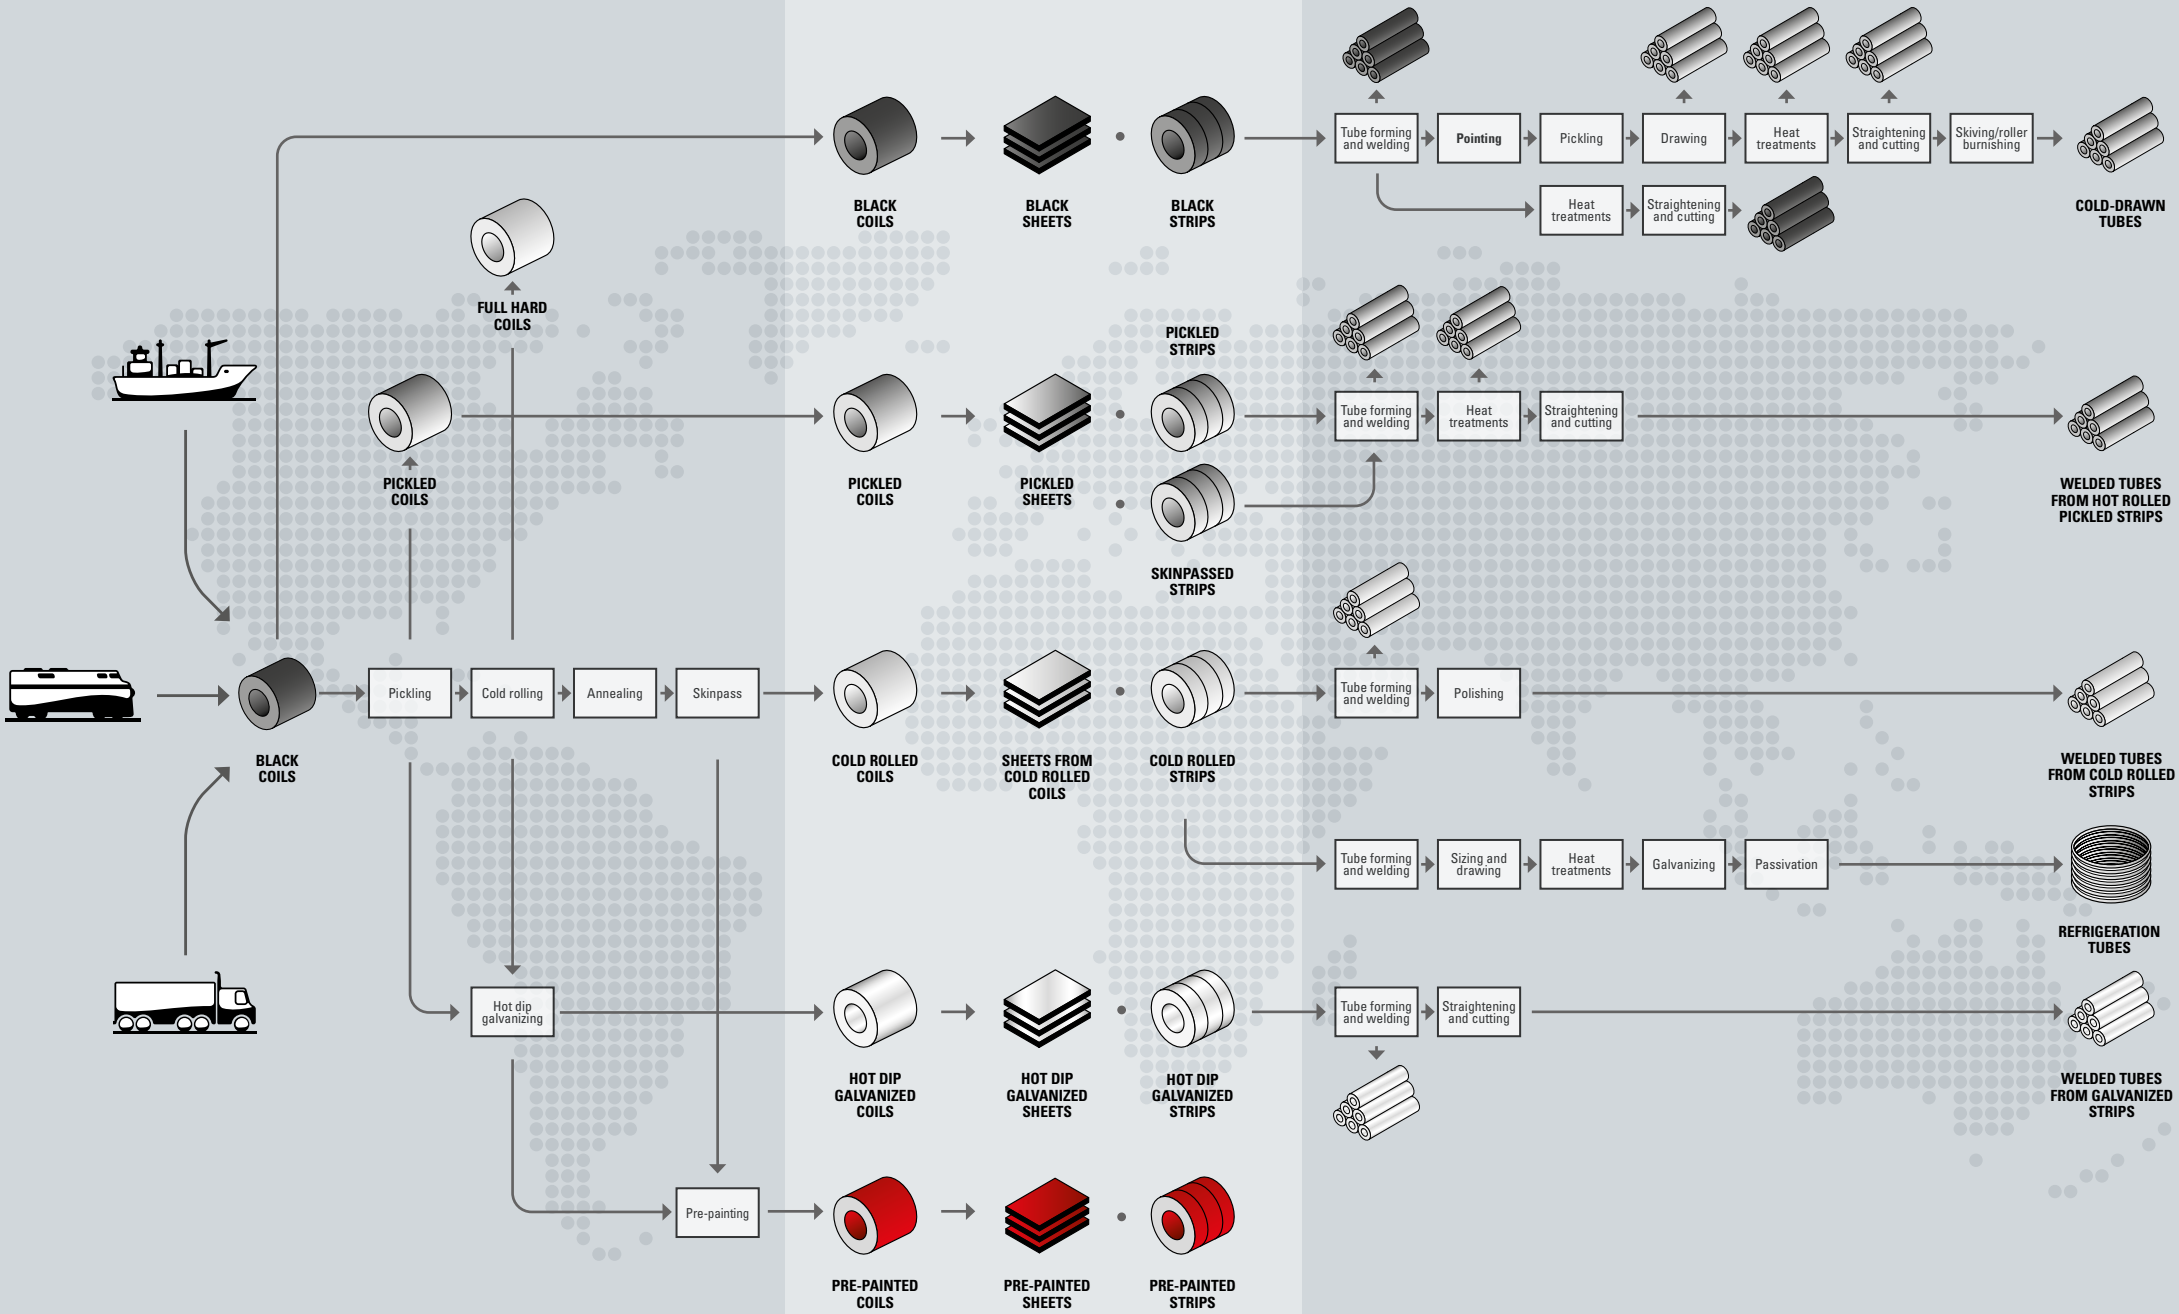 Tube forming
and welding
Pointing
Pickling
Drawing
Heat
treatments
Straightening
and cutting
Skiving/roller
burnishing
BLACK
COILS
BLACK
SHEETS
BLACK
STRIPS
Heat
treatments
Straightening
and cutting
COLD-DRAWN
TUBES
FULL HARD
COILS
PICKLED
STRIPS
Tube forming
and welding
Heat
treatments
Straightening
and cutting
PICKLED
COILS
PICKLED
COILS
PICKLED
SHEETS
WELDED TUBES
FROM HOT ROLLED
PICKLED STRIPS
SKINPASSED
STRIPS
BLACK
COILS
Pickling
Cold rolling
Annealing
Skinpass
COLD ROLLED
COILS
SHEETS FROM
COLD ROLLED
COILS
COLD ROLLED
STRIPS
Tube forming
and welding
Polishing
WELDED TUBES
FROM COLD ROLLED
STRIPS
Tube forming
and welding
Sizing and
drawing
Heat
treatments
Galvanizing
Passivation
REFRIGERATION
TUBES
Hot dip
galvanizing
HOT DIP
GALVANIZED
COILS
HOT DIP
GALVANIZED
SHEETS
HOT DIP
GALVANIZED
STRIPS
Tube forming
and welding
Straightening
and cutting
WELDED TUBES
FROM GALVANIZED
STRIPS
Pre-painting
PRE-PAINTED
COILS
PRE-PAINTED
SHEETS
PRE-PAINTED
STRIPS